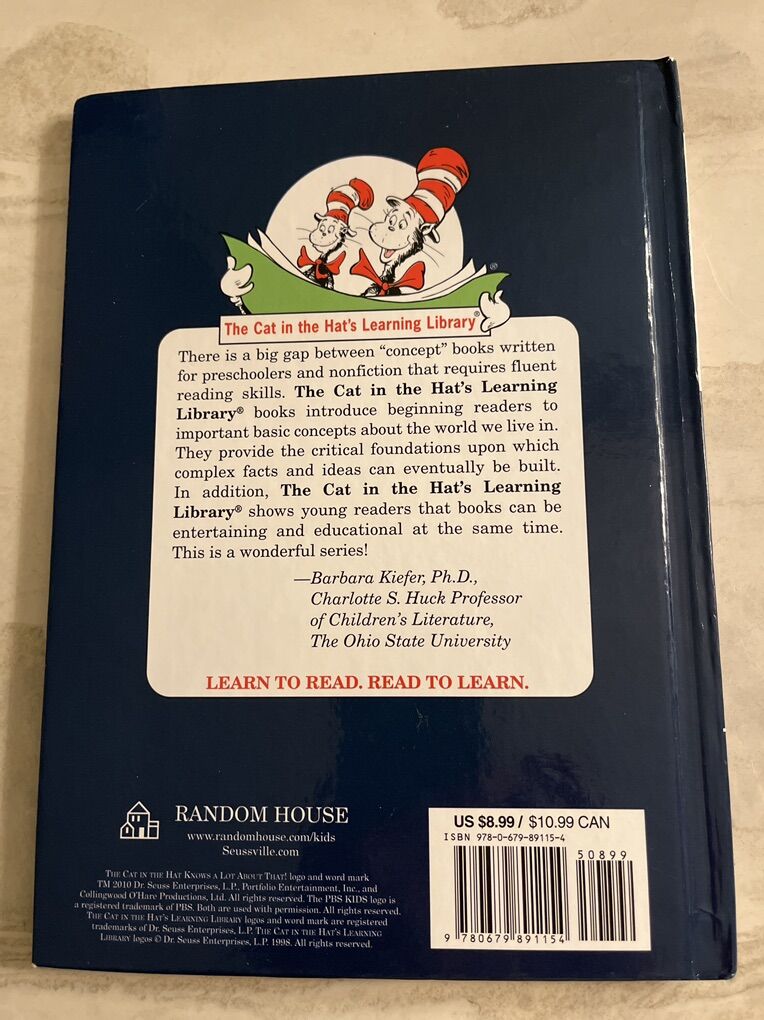 The Cat in the Hat's Learning Library®
There is a big gap between “concept” books written
for preschoolers and nonfiction that requires fluent
reading skills. The Cat in the Hat's Learning
Library® books introduce beginning readers to
important basic concepts about the world we live in.
They provide the critical foundations upon which
complex facts and ideas can eventually be built.
In addition, The Cat in the Hat's Learning
Library® shows young readers that books can be
entertaining and educational at the same time.
This is a wonderful series!
—Barbara Kiefer, Ph.D.,
Charlotte S. Huck Professor
of Children's Literature,
The Ohio State University
LEARN TO READ. READ TO LEARN.
RANDOM HOUSE
www.randomhouse.com/kids
Seussville.com
THE CAT IN THE HAT KNOWS A LOT ABOUT THAT! logo and word mark
TM 2010 Dr. Seuss Enterprises, L.P., Portfolio Entertainment, Inc., and
Collingwood O'Hare Productions, Ltd. All rights reserved. The PBS KIDS logo is
a registered trademark of PBS. Both are used with permission. All rights reserved.
THE CAT IN THE HAT'S LEARNING LIBRARY logos and word mark are registered
trademarks of Dr. Seuss Enterprises, L.P. THE CAT IN THE HAT'S LEARNING
LIBRARY logos © Dr. Seuss Enterprises, L.P. 1998. All rights reserved.
US $8.99 / $10.99 CAN
ISBN 978-0-679-89115-4
50899
9 780679 891154